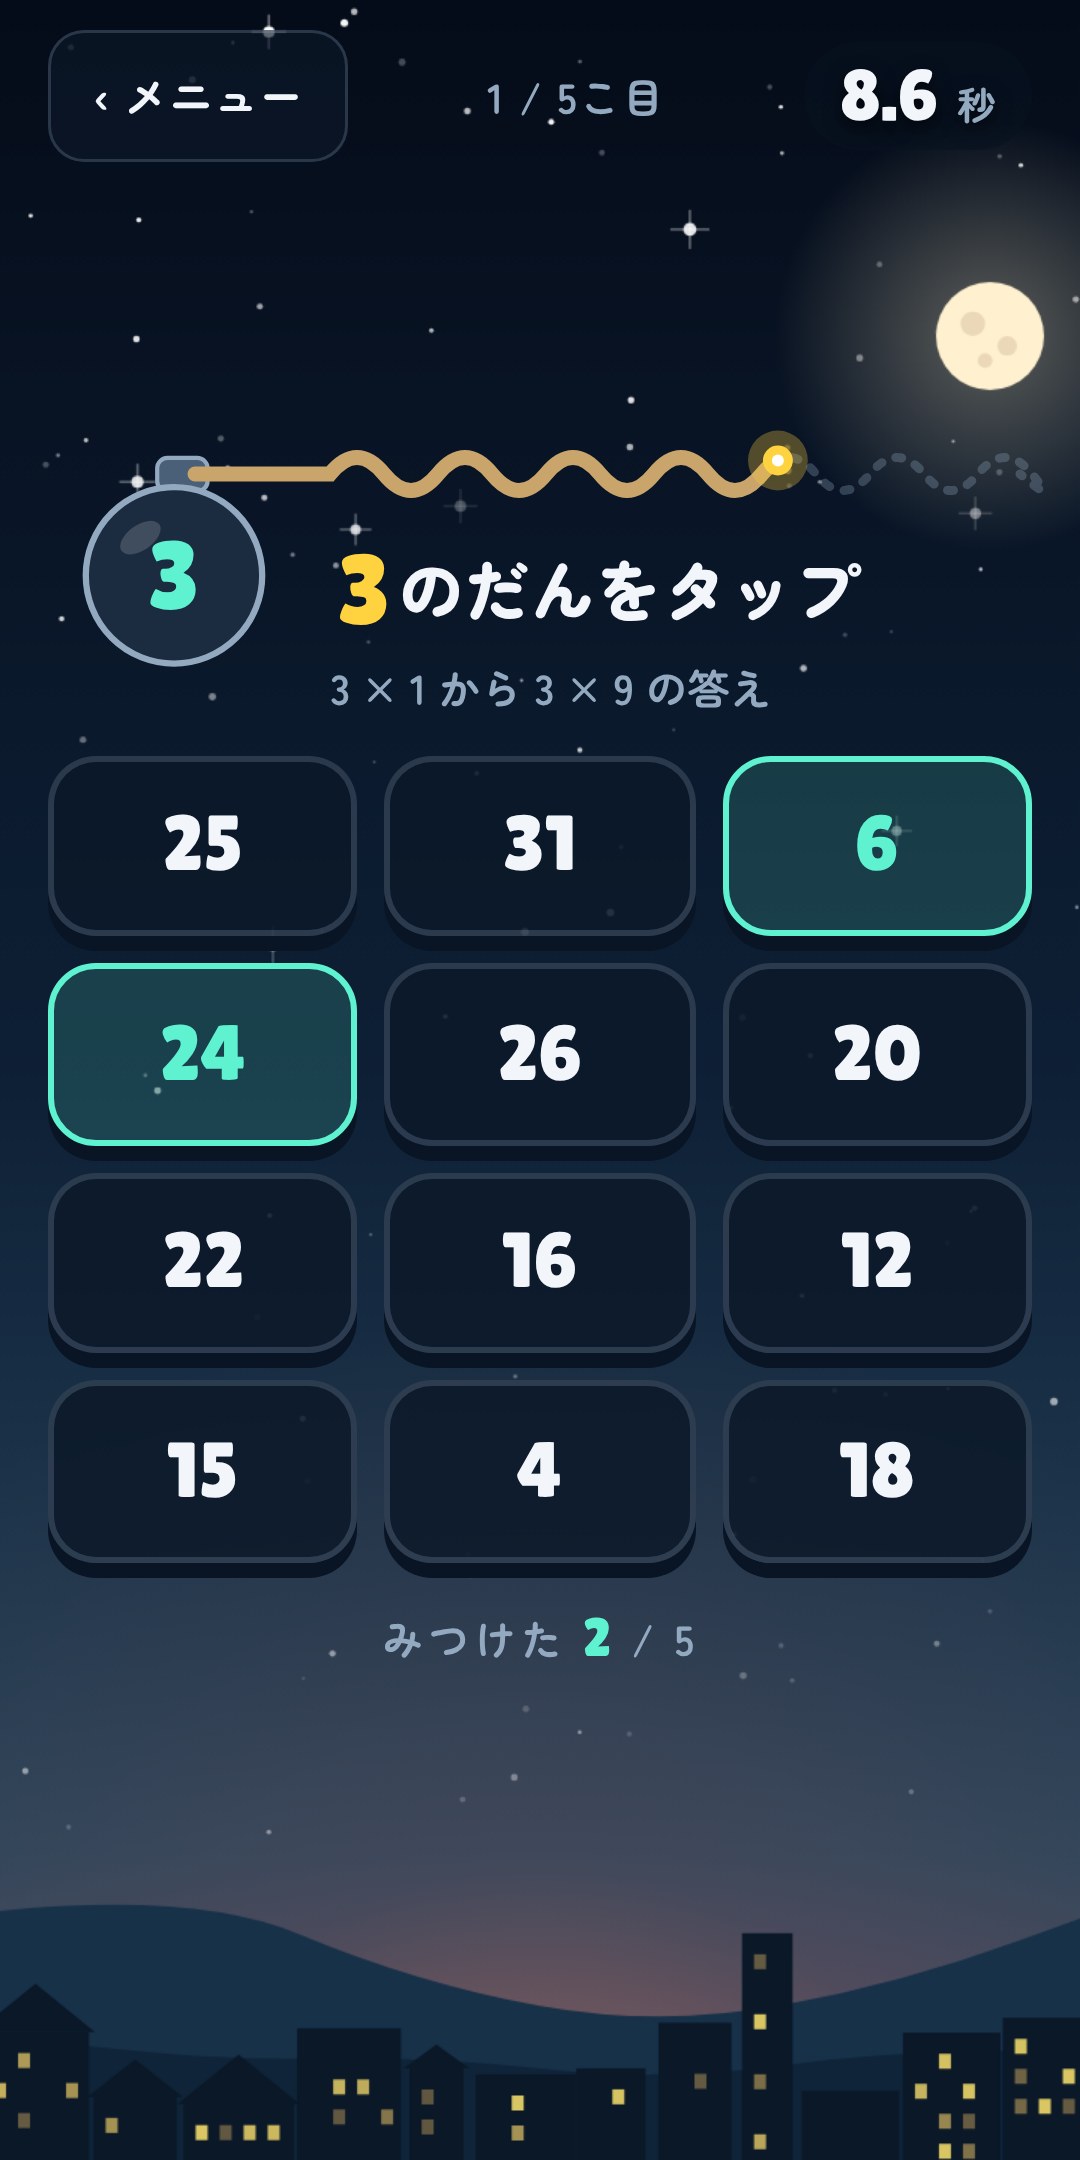 ‹ メニュー
1 / 5こ目
8.6 秒
3
3のだんをタップ
3 × 1 から 3 × 9 の答え
25 31 6
24 26 20
22 16 12
15 4 18
みつけた 2 / 5